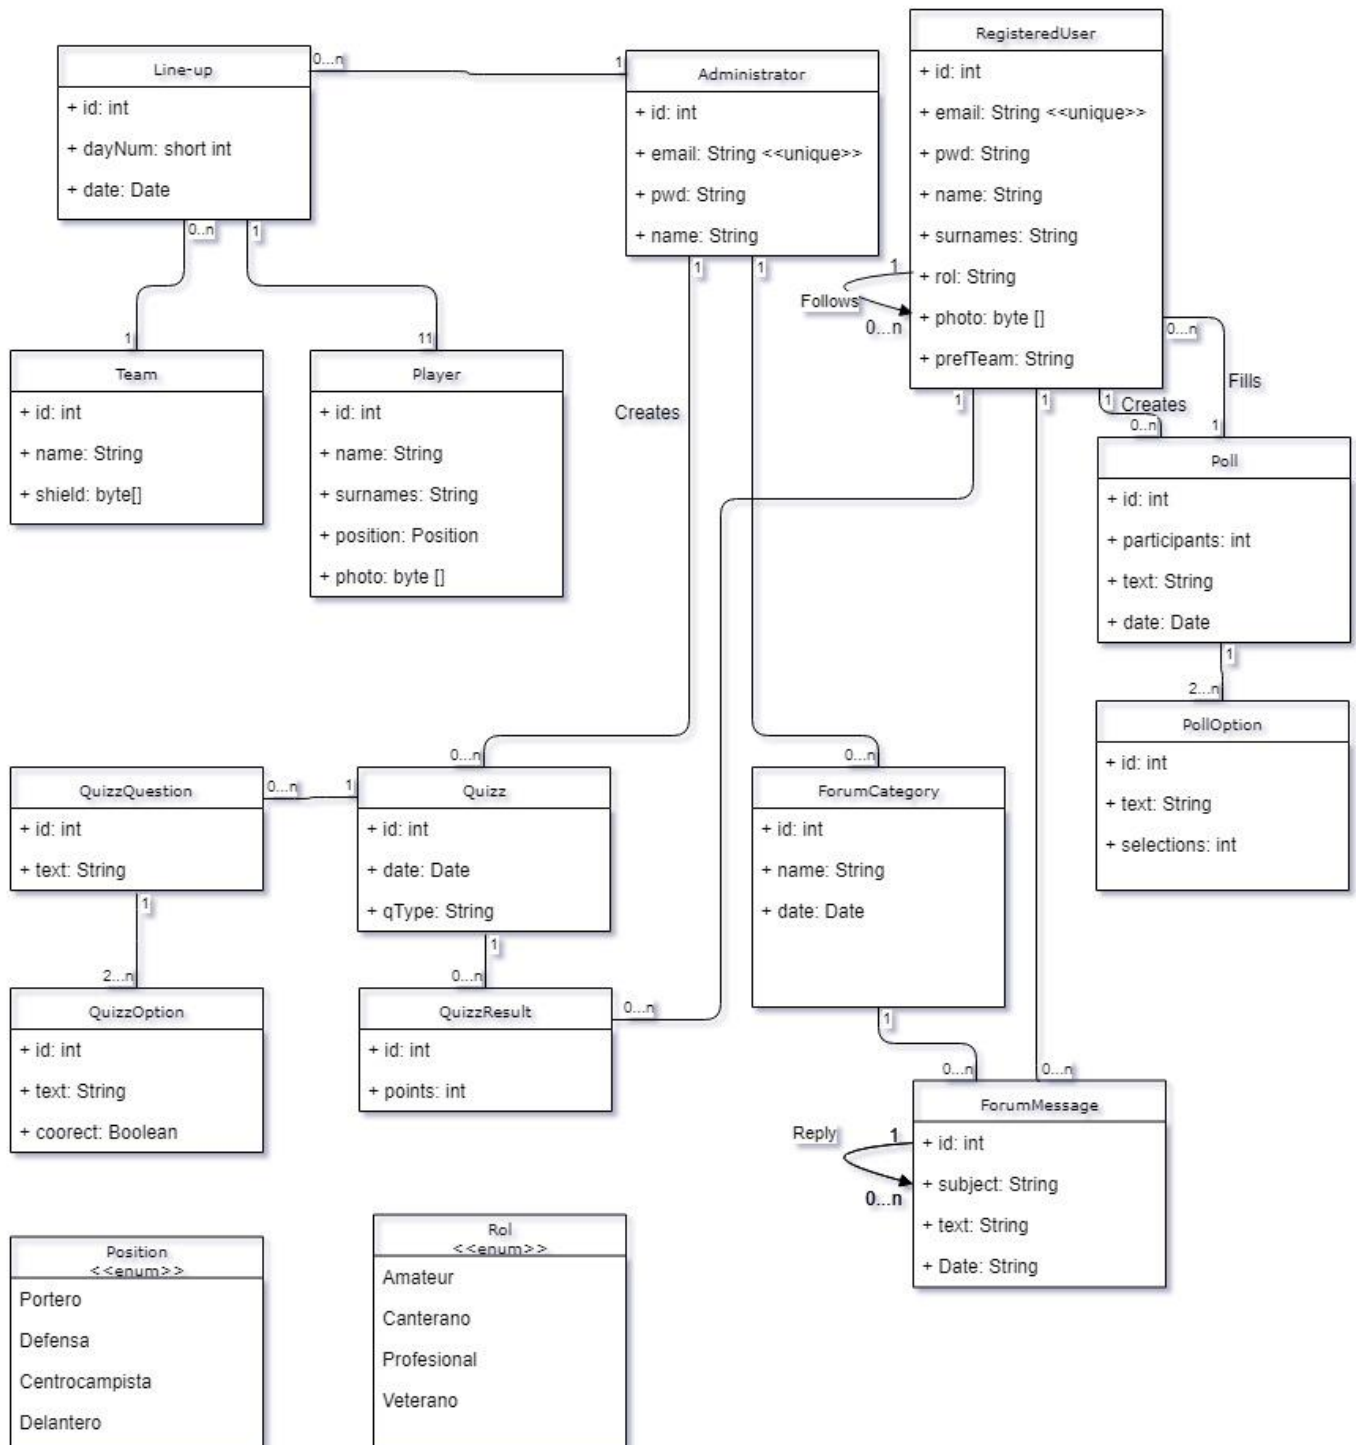 Line-up
+ id: int
+ dayNum: short int
+ date: Date
0...n
1
Administrator
+ id: int
+ email: String <<unique>>
+ pwd: String
+ name: String
RegisteredUser
+ id: int
+ email: String <<unique>>
+ pwd: String
+ name: String
+ surnames: String
+ rol: String
+ photo: byte []
+ prefTeam: String
1
Follows
0...n
0...n
1
1
11
Team
+ id: int
+ name: String
+ shield: byte[]
Player
+ id: int
+ name: String
+ surnames: String
+ position: Position
+ photo: byte []
1
1
Creates
1
1
1
Creates
0...n
0...n
Fills
1
Poll
+ id: int
+ participants: int
+ text: String
+ date: Date
1
2...n
PollOption
+ id: int
+ text: String
+ selections: int
0...n
0...n
QuizzQuestion
+ id: int
+ text: String
0...n
1
Quizz
+ id: int
+ date: Date
+ qType: String
ForumCategory
+ id: int
+ name: String
+ date: Date
1
2...n
1
0...n
QuizzOption
+ id: int
+ text: String
+ coorect: Boolean
QuizzResult
+ id: int
+ points: int
0...n
1
0...n
0...n
ForumMessage
+ id: int
+ subject: String
+ text: String
+ Date: String
Reply
1
0...n
Position
<<enum>>
Portero
Defensa
Centrocampista
Delantero
Rol
<<enum>>
Amateur
Canterano
Profesional
Veterano